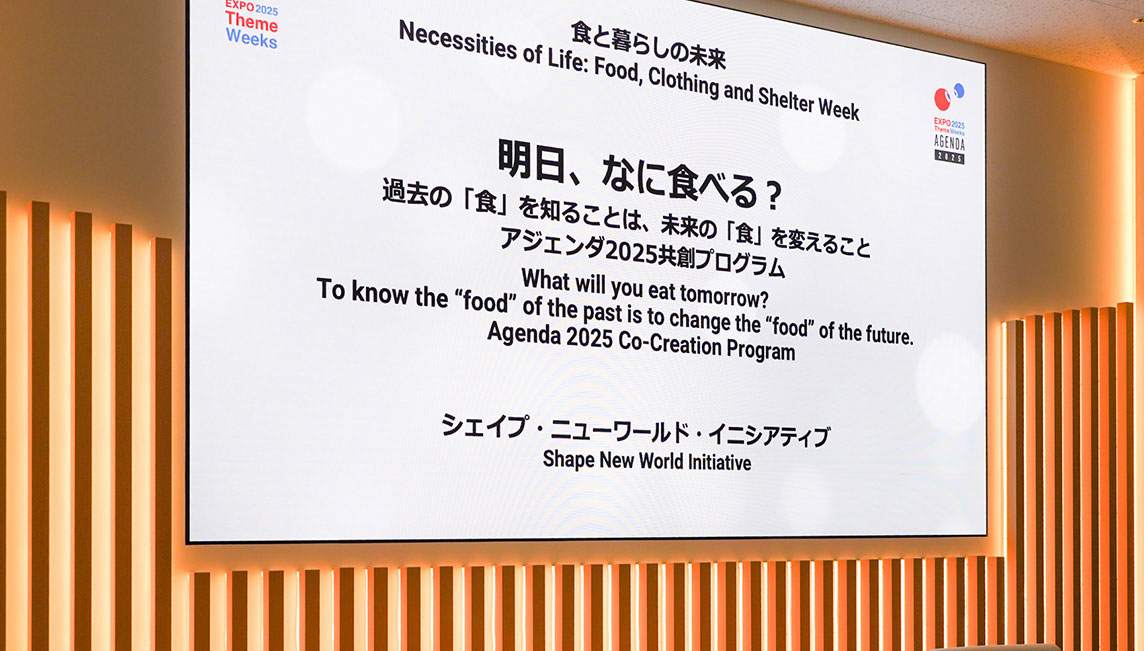 EXPO2025
Theme
Weeks
食と暮らしの未来
Necessities of Life: Food, Clothing and Shelter Week
EXPO2025
Theme Weeks
AGENDA
2025
明日、なに食べる？
過去の「食」を知ることは、未来の「食」を変えること
アジェンダ2025共創プログラム
What will you eat tomorrow?
To know the “food” of the past is to change the “food” of the future.
Agenda 2025 Co-Creation Program
シェイプ・ニューワールド・イニシアティブ
Shape New World Initiative